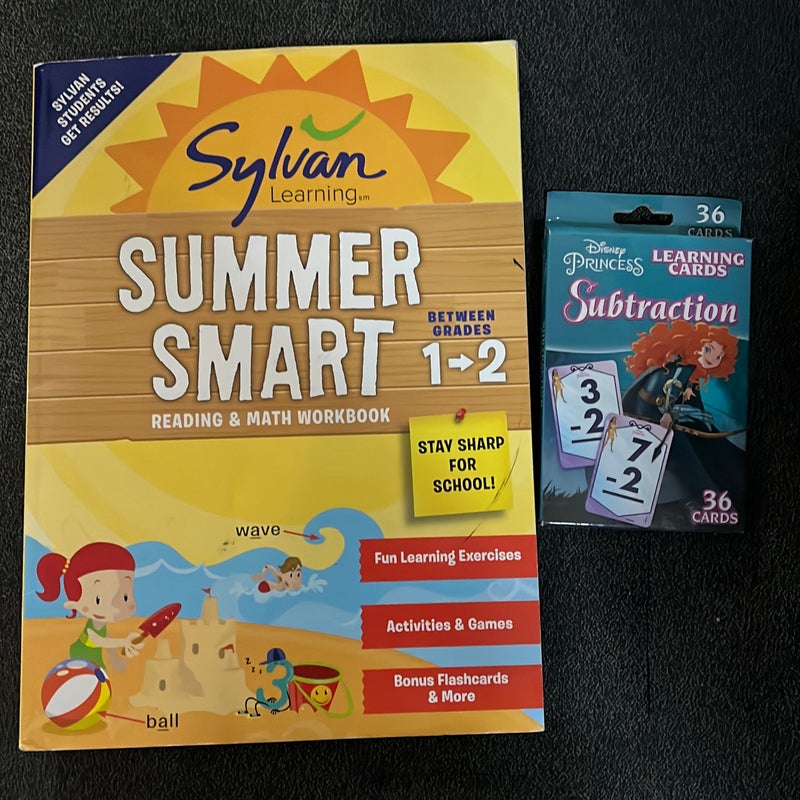 SYLVAN
STUDENTS
GET RESULTS!
Sylvan
Learning℠
SUMMER
SMART
BETWEEN
GRADES
1→2
READING & MATH WORKBOOK
STAY SHARP
FOR
SCHOOL!
wave
Fun Learning Exercises
Activities & Games
Bonus Flashcards
& More
z z z
3
ball
36
CARDS
Disney
PRINCESS
LEARNING
CARDS
Subtraction
3
-2
7
-2
36
CARDS